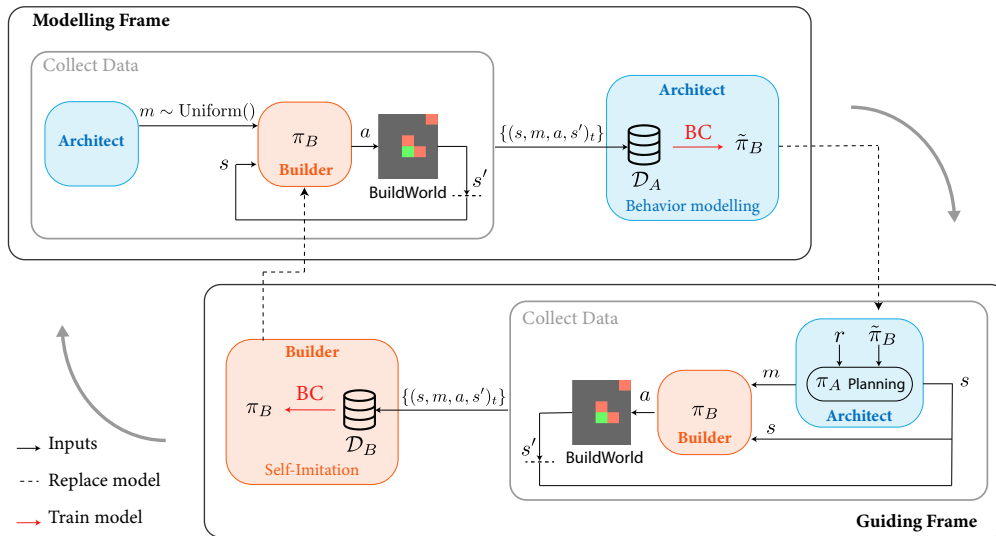 Modelling Frame
Collect Data
Architect
m ∼ Uniform()
s
π_B
Builder
a
BuildWorld
s′
{(s, m, a, s′)_t}
Architect
BC
𝒟_A
π̃_B
Behavior modelling
Collect Data
Builder
BC
π_B
𝒟_B
Self-Imitation
{(s, m, a, s′)_t}
s′
BuildWorld
a
π_B
Builder
m
s
r
π̃_B
π_A Planning
Architect
s
Inputs
Replace model
Train model
Guiding Frame